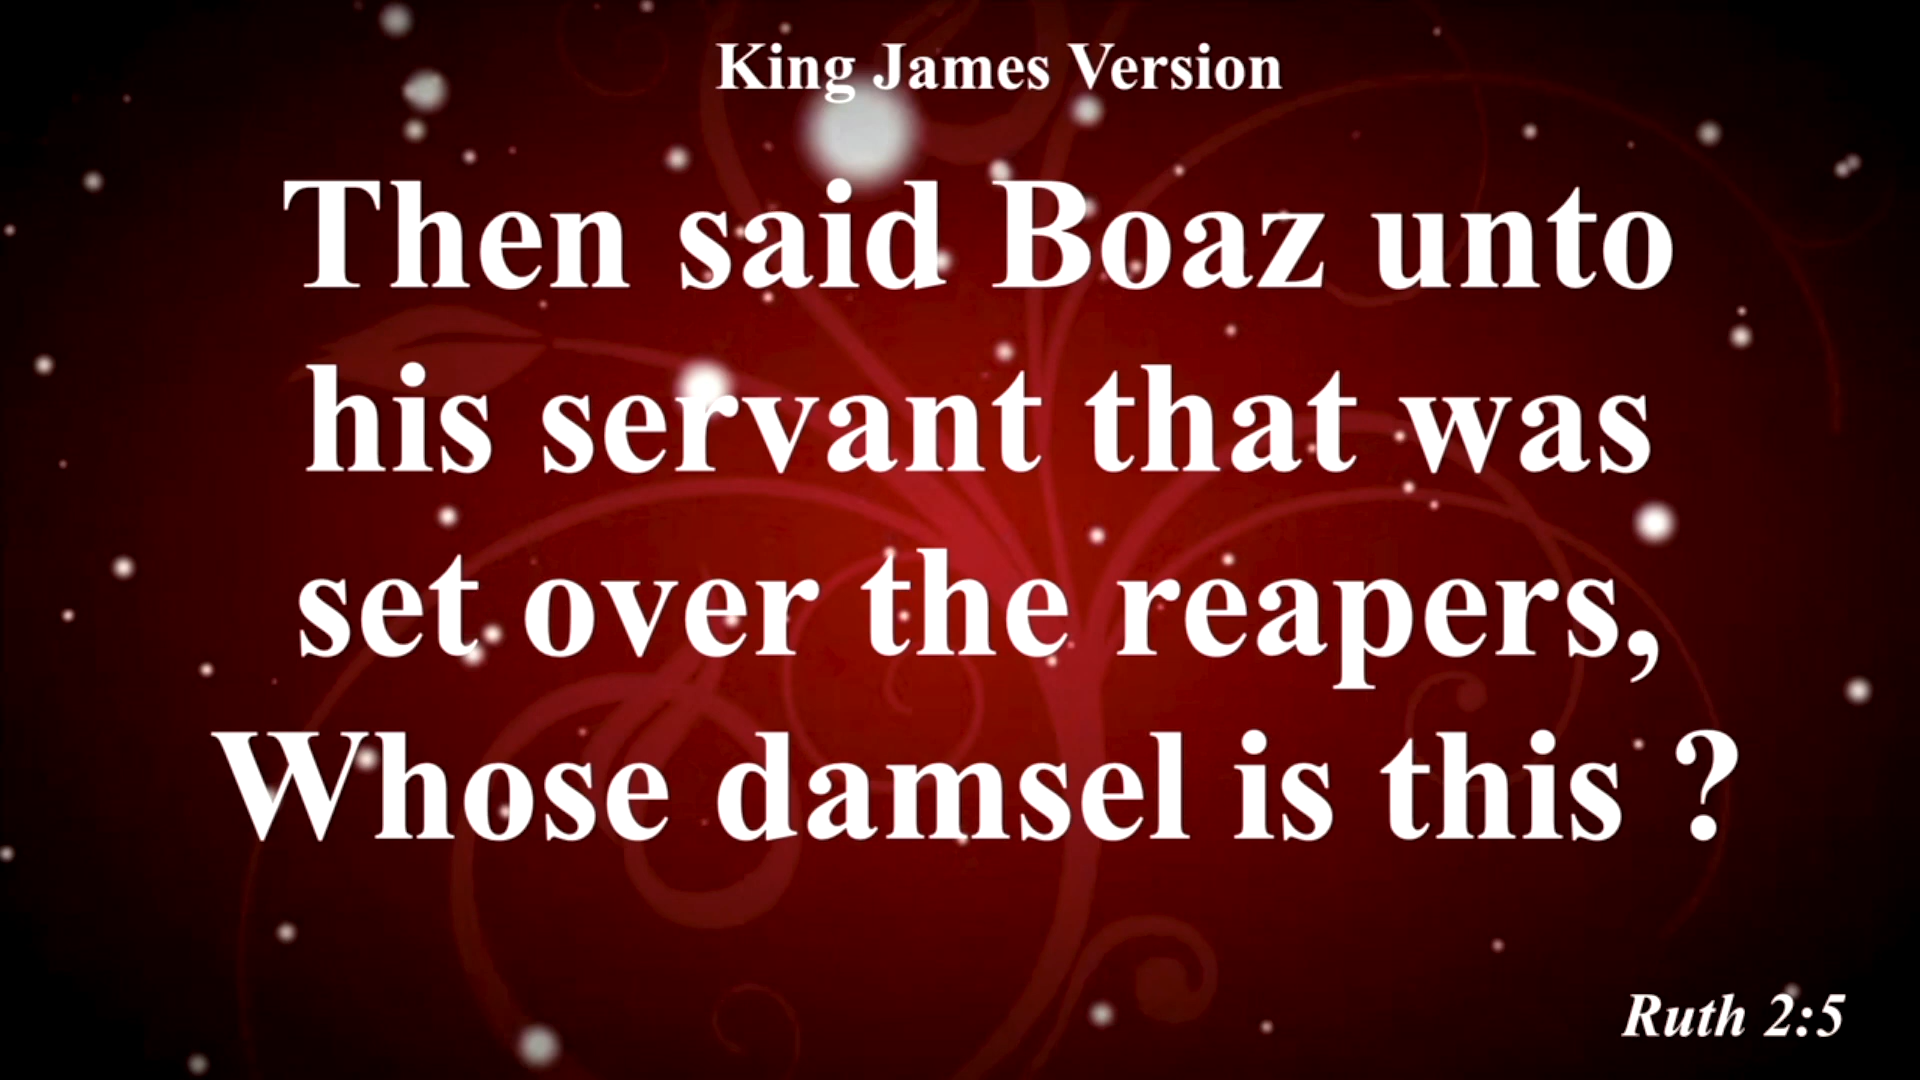 King James Version
Then said Boaz unto
his servant that was
set over the reapers,
Whose damsel is this ?
Ruth 2:5